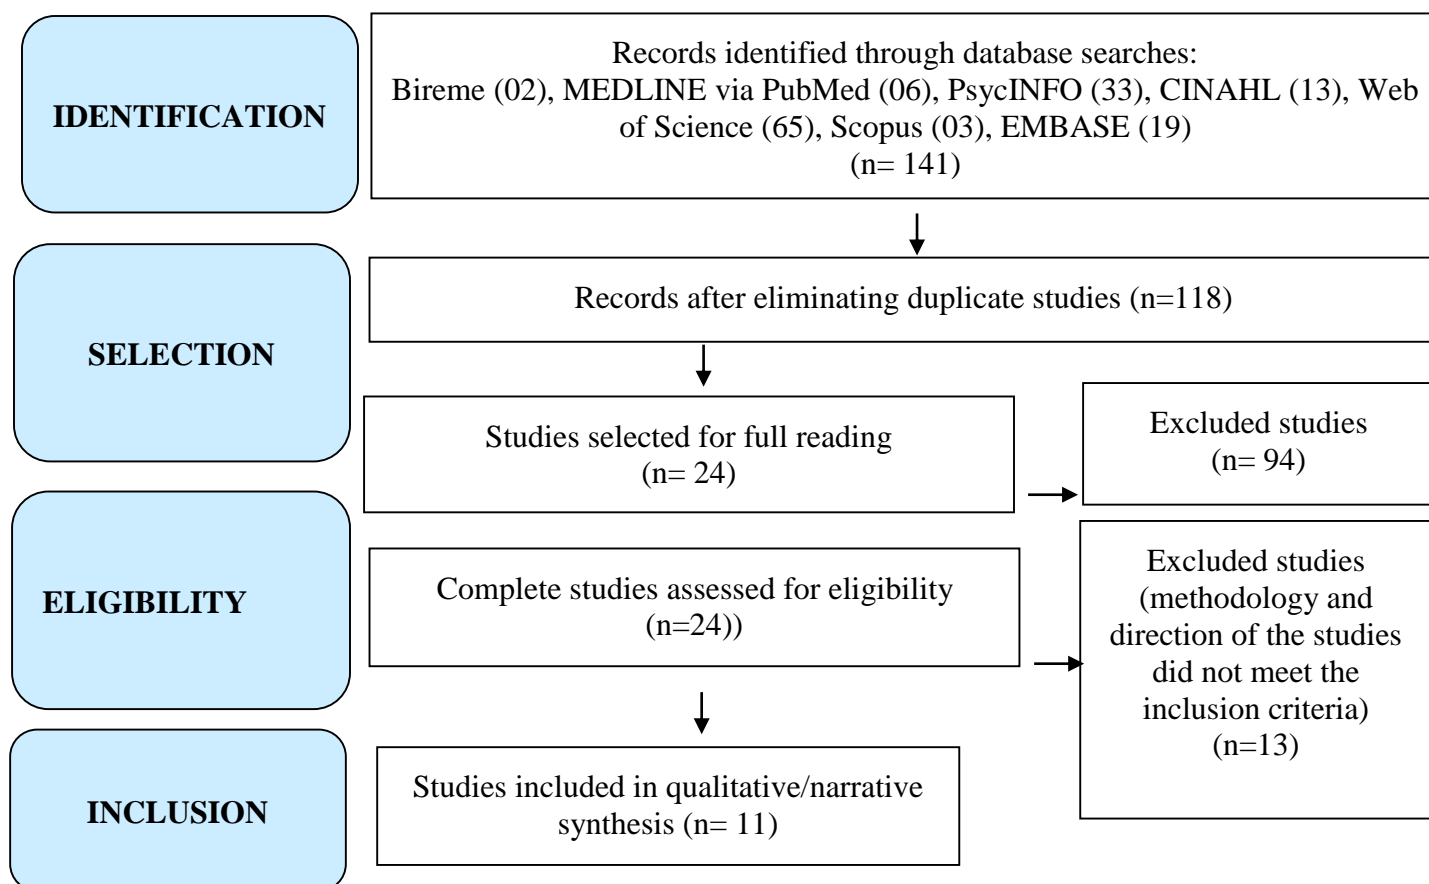 IDENTIFICATION
Records identified through database searches:
Bireme (02), MEDLINE via PubMed (06), PsycINFO (33), CINAHL (13), Web
of Science (65), Scopus (03), EMBASE (19)
(n= 141)
SELECTION
Records after eliminating duplicate studies (n=118)
Studies selected for full reading
(n= 24)
Excluded studies
(n= 94)
ELIGIBILITY
Complete studies assessed for eligibility
(n=24))
Excluded studies
(methodology and
direction of the studies
did not meet the
inclusion criteria)
(n=13)
INCLUSION
Studies included in qualitative/narrative
synthesis (n= 11)